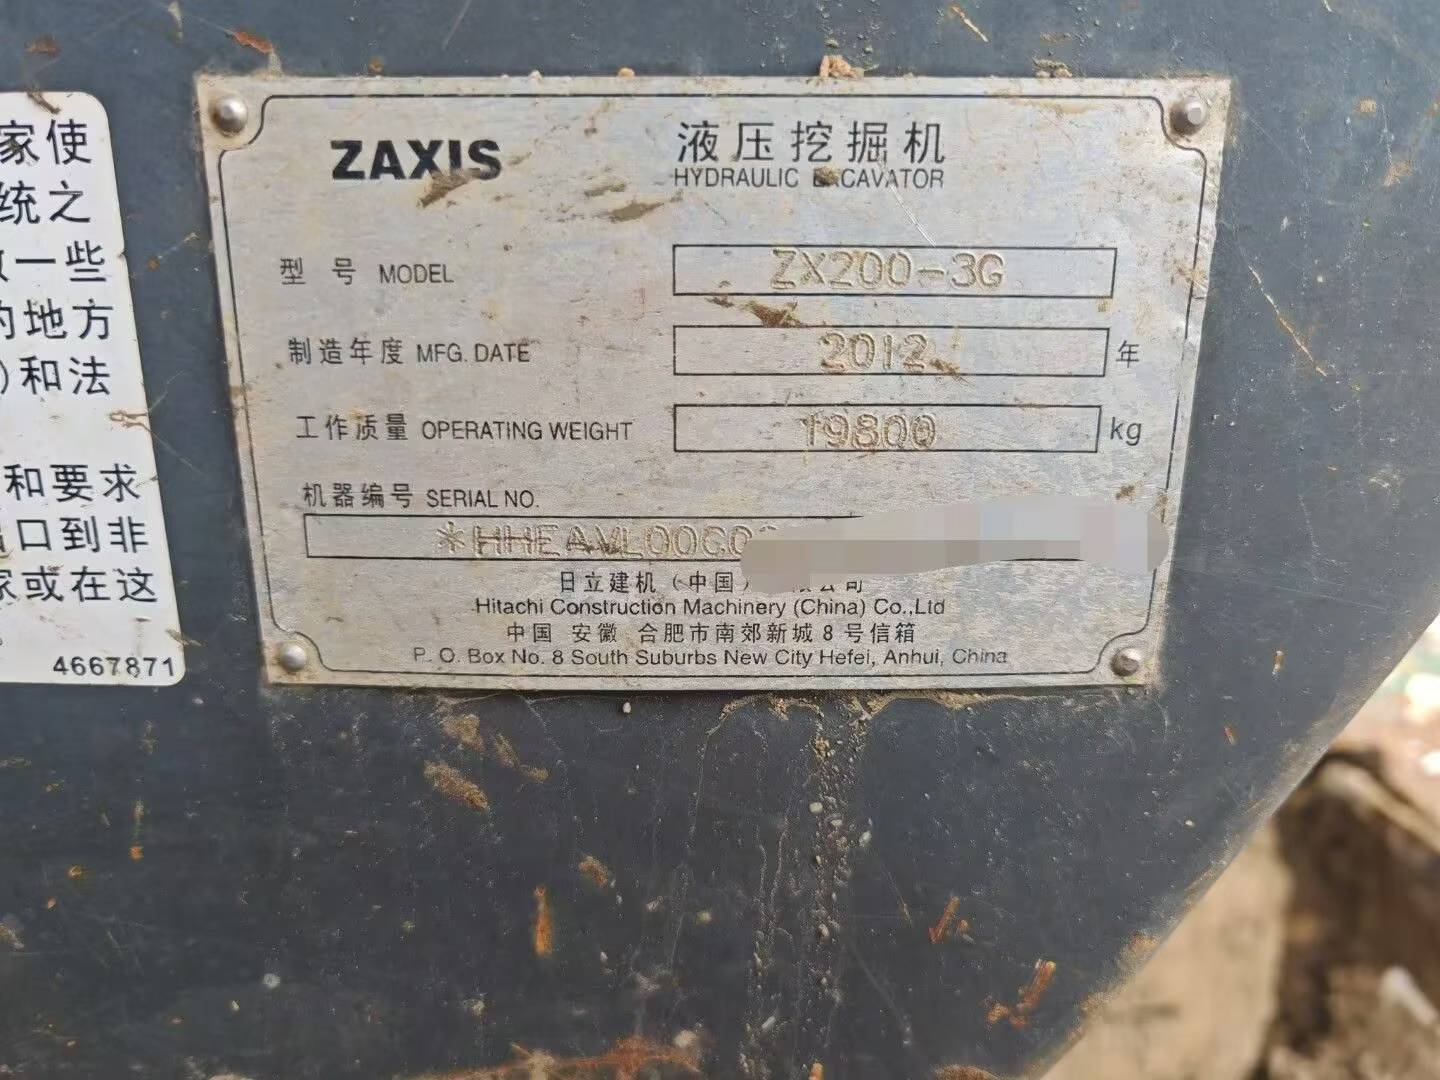 家使
统之
一些
的地方
)和法
和要求
口到非
家或在这
4667871
ZAXIS
液压挖掘机
HYDRAULIC EXCAVATOR
型 号 MODEL ZX200-3G
制造年度 MFG. DATE 2012 年
工作质量 OPERATING WEIGHT 19800 kg
机器编号 SERIAL NO.
*HHEAVL00C0
日立建机(中国) 公司
Hitachi Construction Machinery (China) Co.,Ltd
中国 安徽 合肥市南郊新城 8 号信箱
P. O. Box No. 8 South Suburbs New City Hefei, Anhui, China